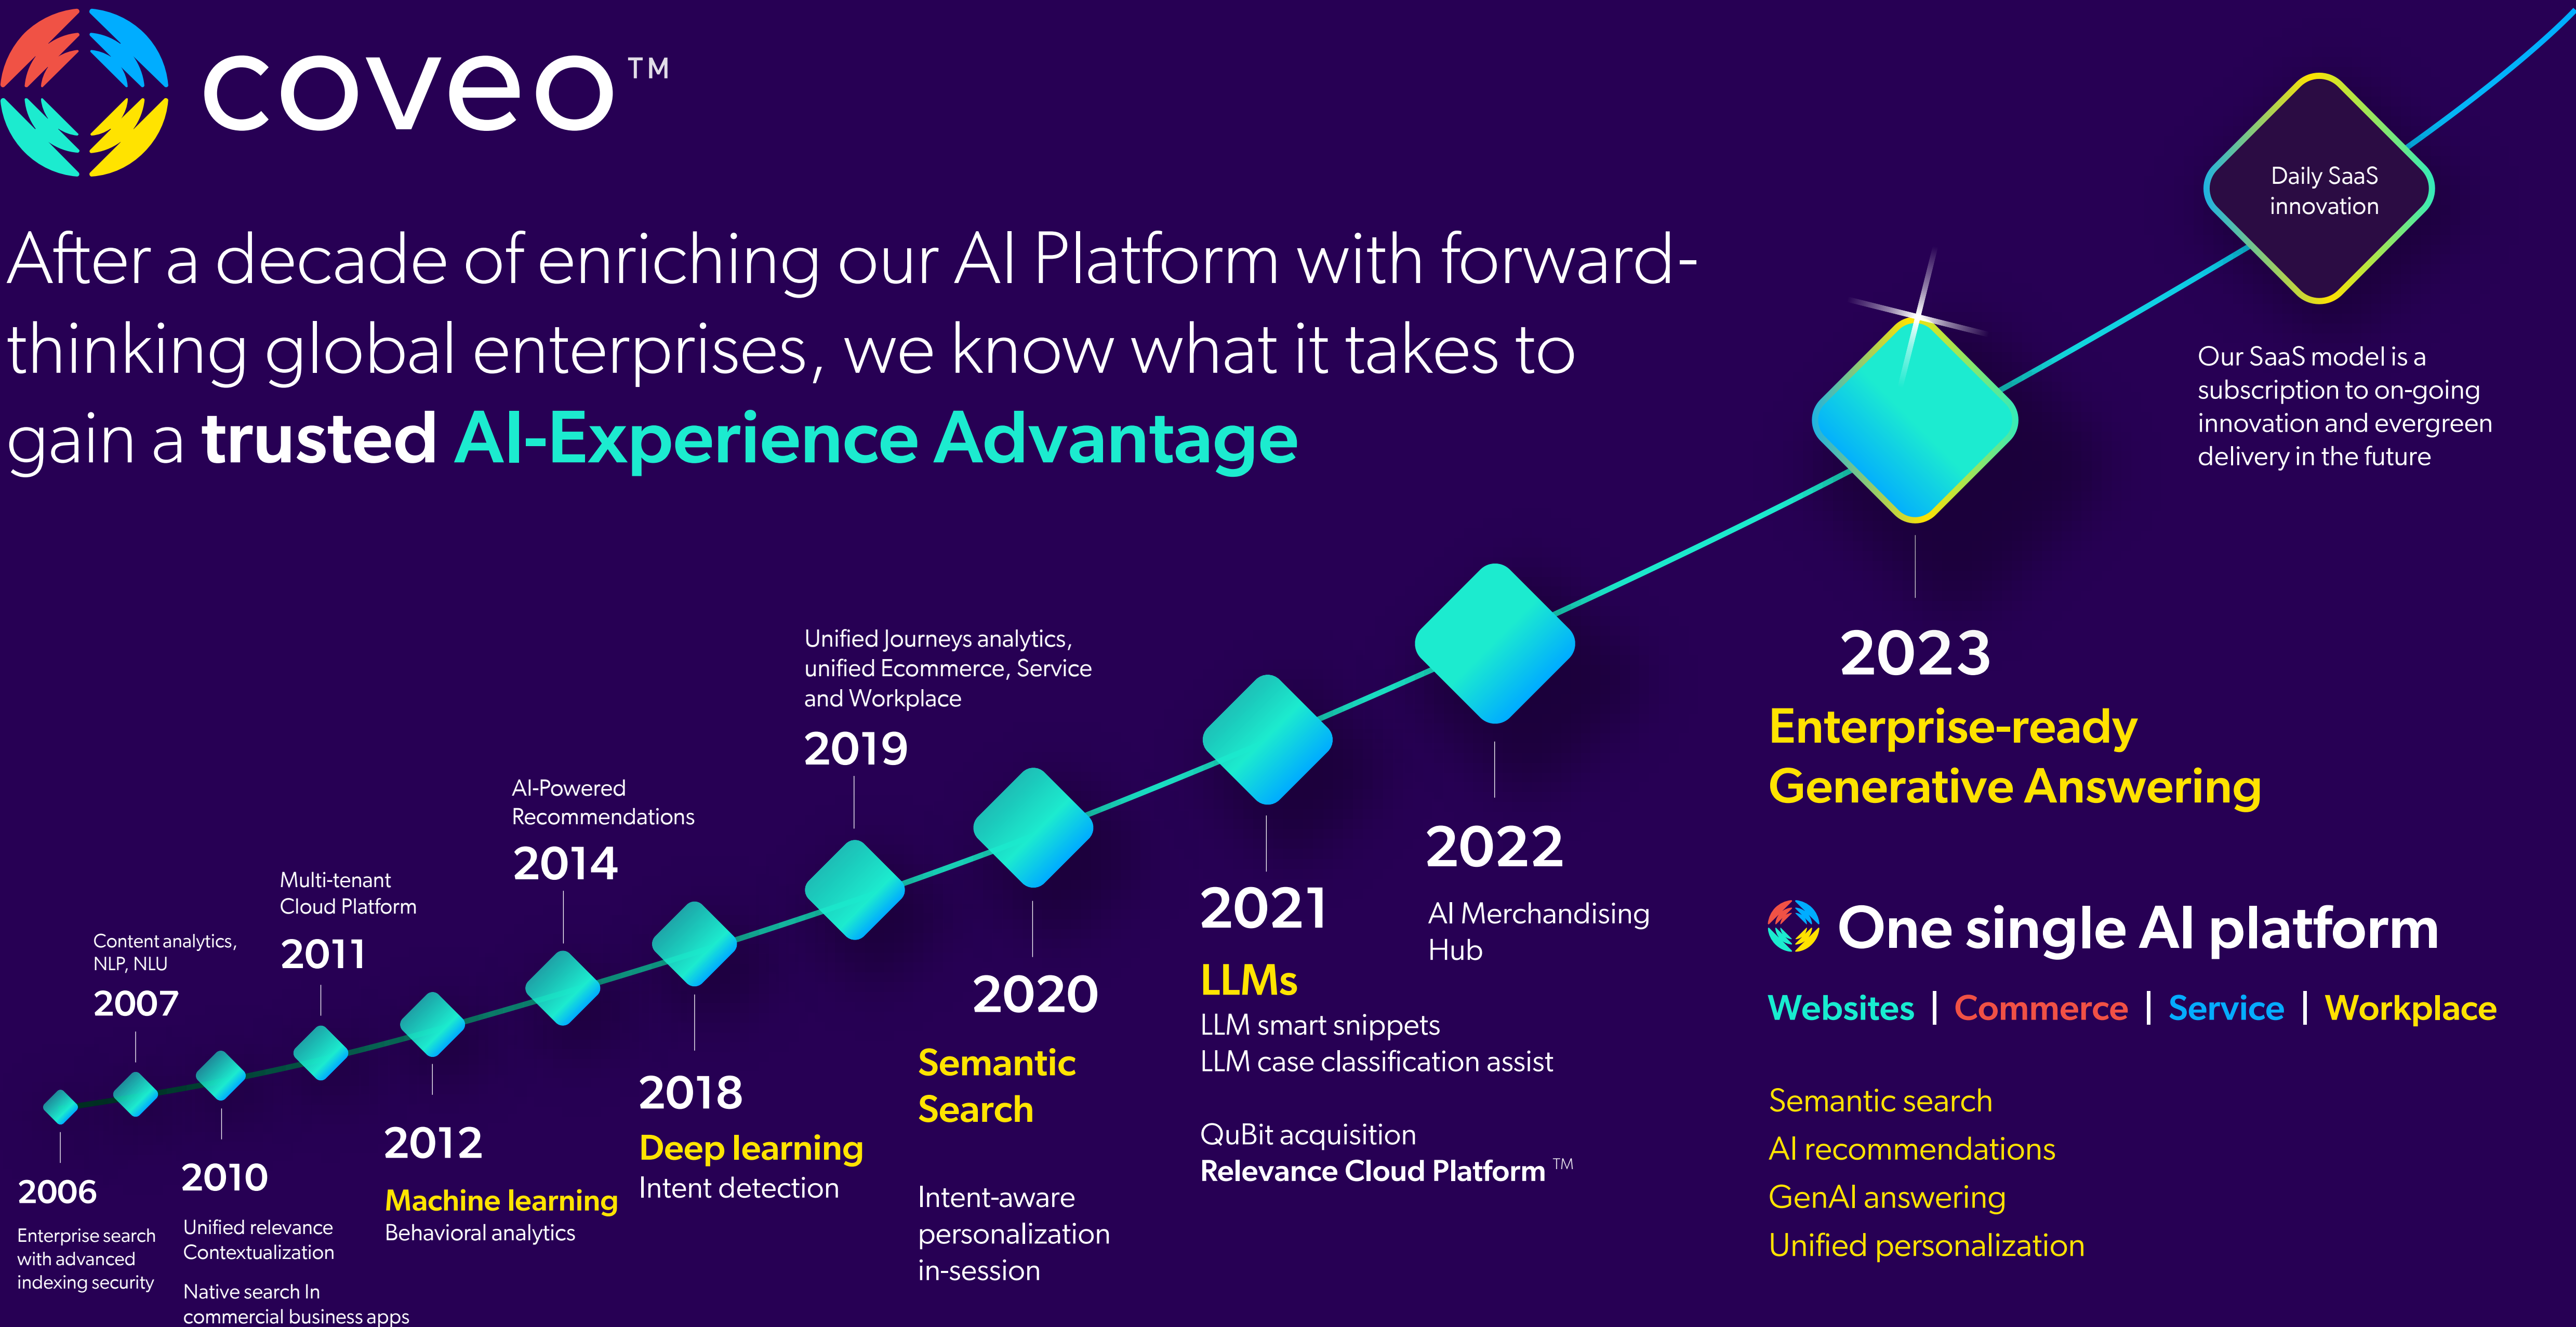 coveo™
After a decade of enriching our AI Platform with forward-
thinking global enterprises, we know what it takes to
gain a trusted AI-Experience Advantage
2006
Enterprise search
with advanced
indexing security
Content analytics,
NLP, NLU
2007
2010
Unified relevance
Contextualization
Native search In
commercial business apps
Multi-tenant
Cloud Platform
2011
2012
Machine learning
Behavioral analytics
AI-Powered
Recommendations
2014
2018
Deep learning
Intent detection
Unified Journeys analytics,
unified Ecommerce, Service
and Workplace
2019
2020
Semantic
Search
Intent-aware
personalization
in-session
2021
LLMs
LLM smart snippets
LLM case classification assist
QuBit acquisition
Relevance Cloud Platform ™
2022
AI Merchandising
Hub
2023
Enterprise-ready
Generative Answering
One single AI platform
Websites | Commerce | Service | Workplace
Semantic search
AI recommendations
GenAI answering
Unified personalization
Daily SaaS
innovation
Our SaaS model is a
subscription to on-going
innovation and evergreen
delivery in the future